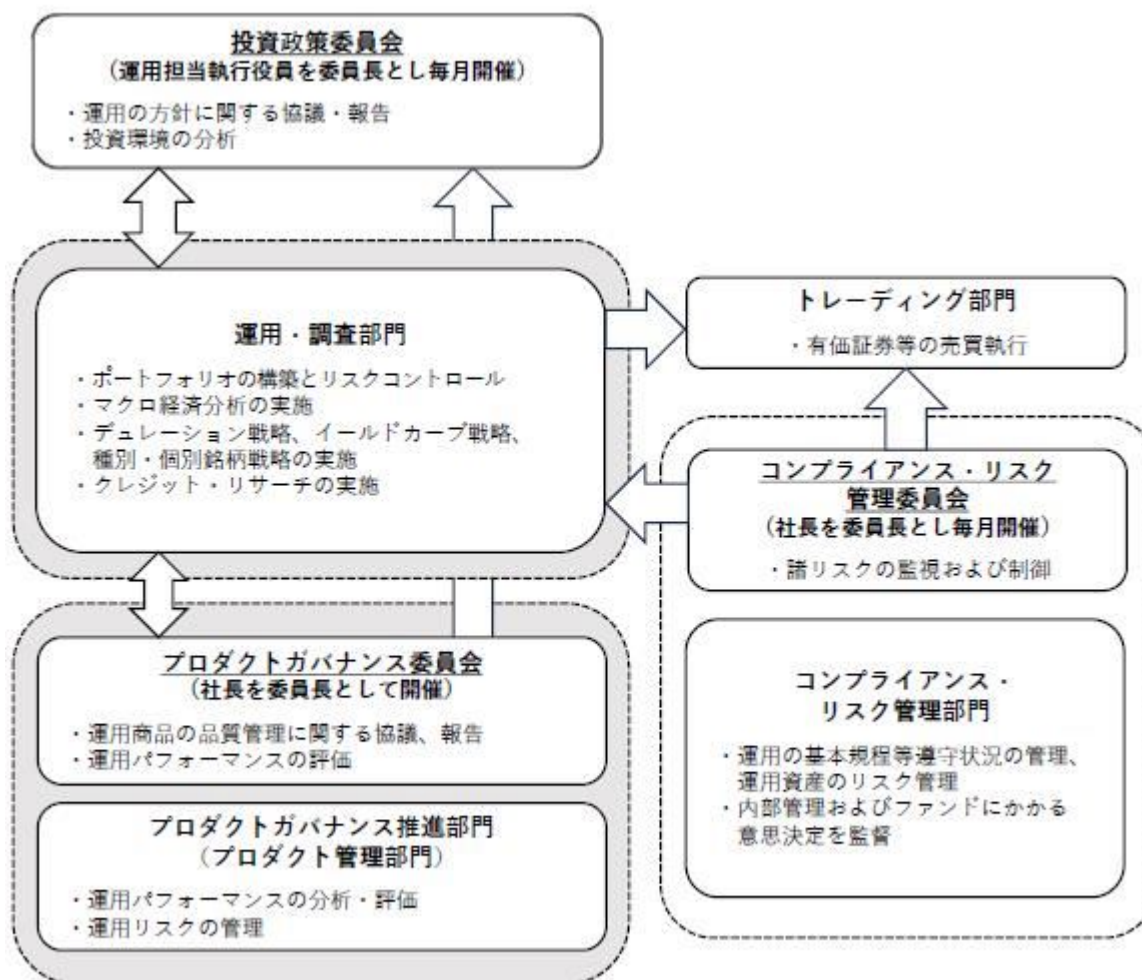 投資政策委員会
（運用担当執行役員を委員長とし毎月開催）
・運用の方針に関する協議・報告
・投資環境の分析
運用・調査部門
・ポートフォリオの構築とリスクコントロール
・マクロ経済分析の実施
・デュレーション戦略、イールドカーブ戦略、
種別・個別銘柄戦略の実施
・クレジット・リサーチの実施
トレーディング部門
・有価証券等の売買執行
コンプライアンス・リスク
管理委員会
（社長を委員長とし毎月開催）
・諸リスクの監視および制御
プロダクトガバナンス委員会
（社長を委員長として開催）
・運用商品の品質管理に関する協議、報告
・運用パフォーマンスの評価
プロダクトガバナンス推進部門
（プロダクト管理部門）
・運用パフォーマンスの分析・評価
・運用リスクの管理
コンプライアンス・
リスク管理部門
・運用の基本規程等遵守状況の管理、
運用資産のリスク管理
・内部管理およびファンドにかかる
意思決定を監督